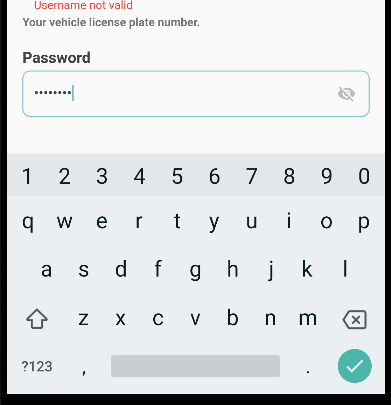 Username not valid
Your vehicle license plate number.
Password
••••••••
1 2 3 4 5 6 7 8 9 0
q w e r t y u i o p
a s d f g h j k l
z x c v b n m
?123 , .